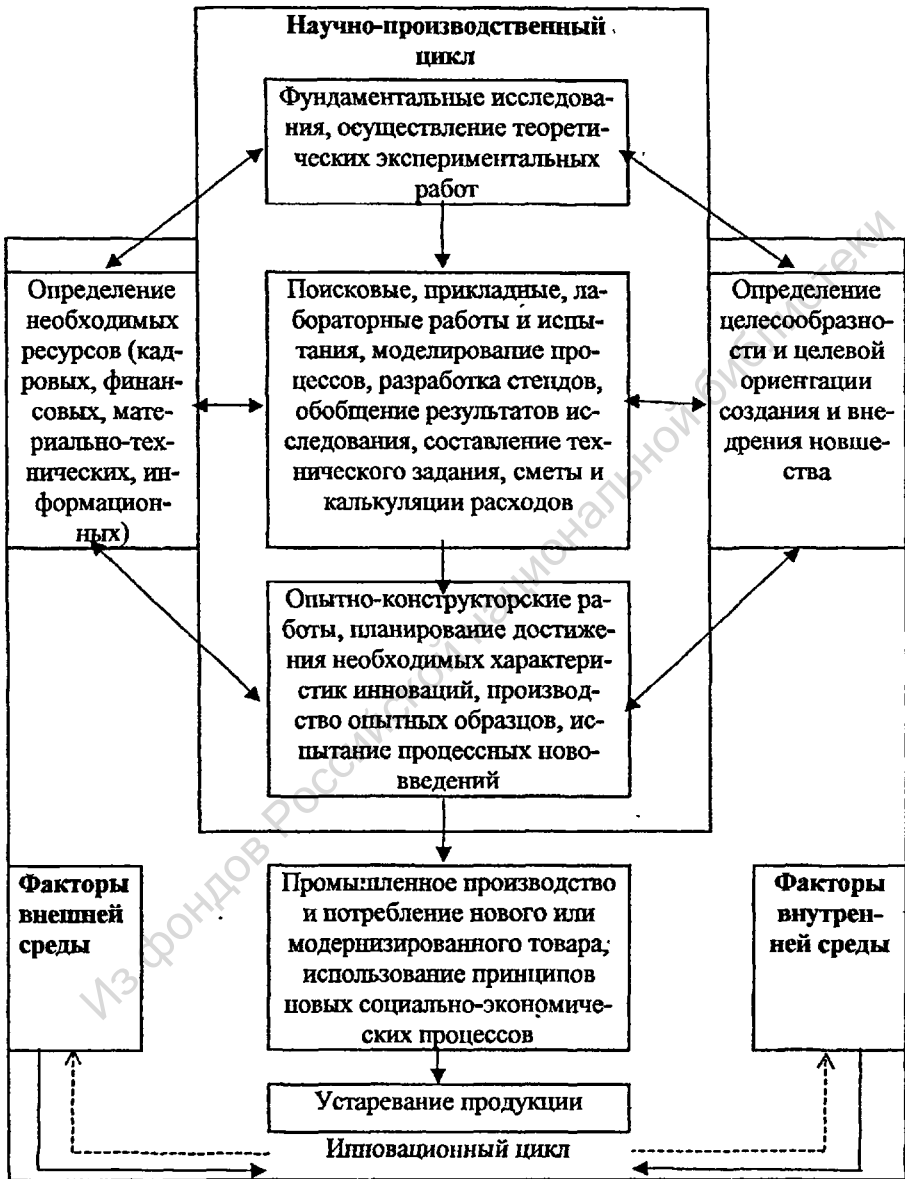 Научно-производственный
цикл
Фундаментальные исследова-
ния, осуществление теорети-
ческих экспериментальных
работ
Определение
необходимых
ресурсов (кад-
ровых, финан-
совых, мате-
риально-тех-
нических, ин-
формацион-
ных)
Поисковые, прикладные, ла-
бораторные работы и испы-
тания, моделирование про-
цессов, разработка стендов,
обобщение результатов ис-
следования, составление тех-
нического задания, сметы и
калькуляции расходов
Определение
целесообразно-
сти и целевой
ориентации
создания и вне-
дрения новше-
ства
Опытно-конструкторские ра-
боты, планирование достиже-
ния необходимых характери-
стик инноваций, производ-
ство опытных образцов, ис-
пытание процессных ново-
введений
Факторы
внешней
среды
Промышленное производство
и потребление нового или
модернизированного товара,
использование принципов
новых социально-экономиче-
ских процессов
Факторы
внутрен-
ней среды
Устаревание продукции
Инновационный цикл
Из фондов Российской национальной библиотеки